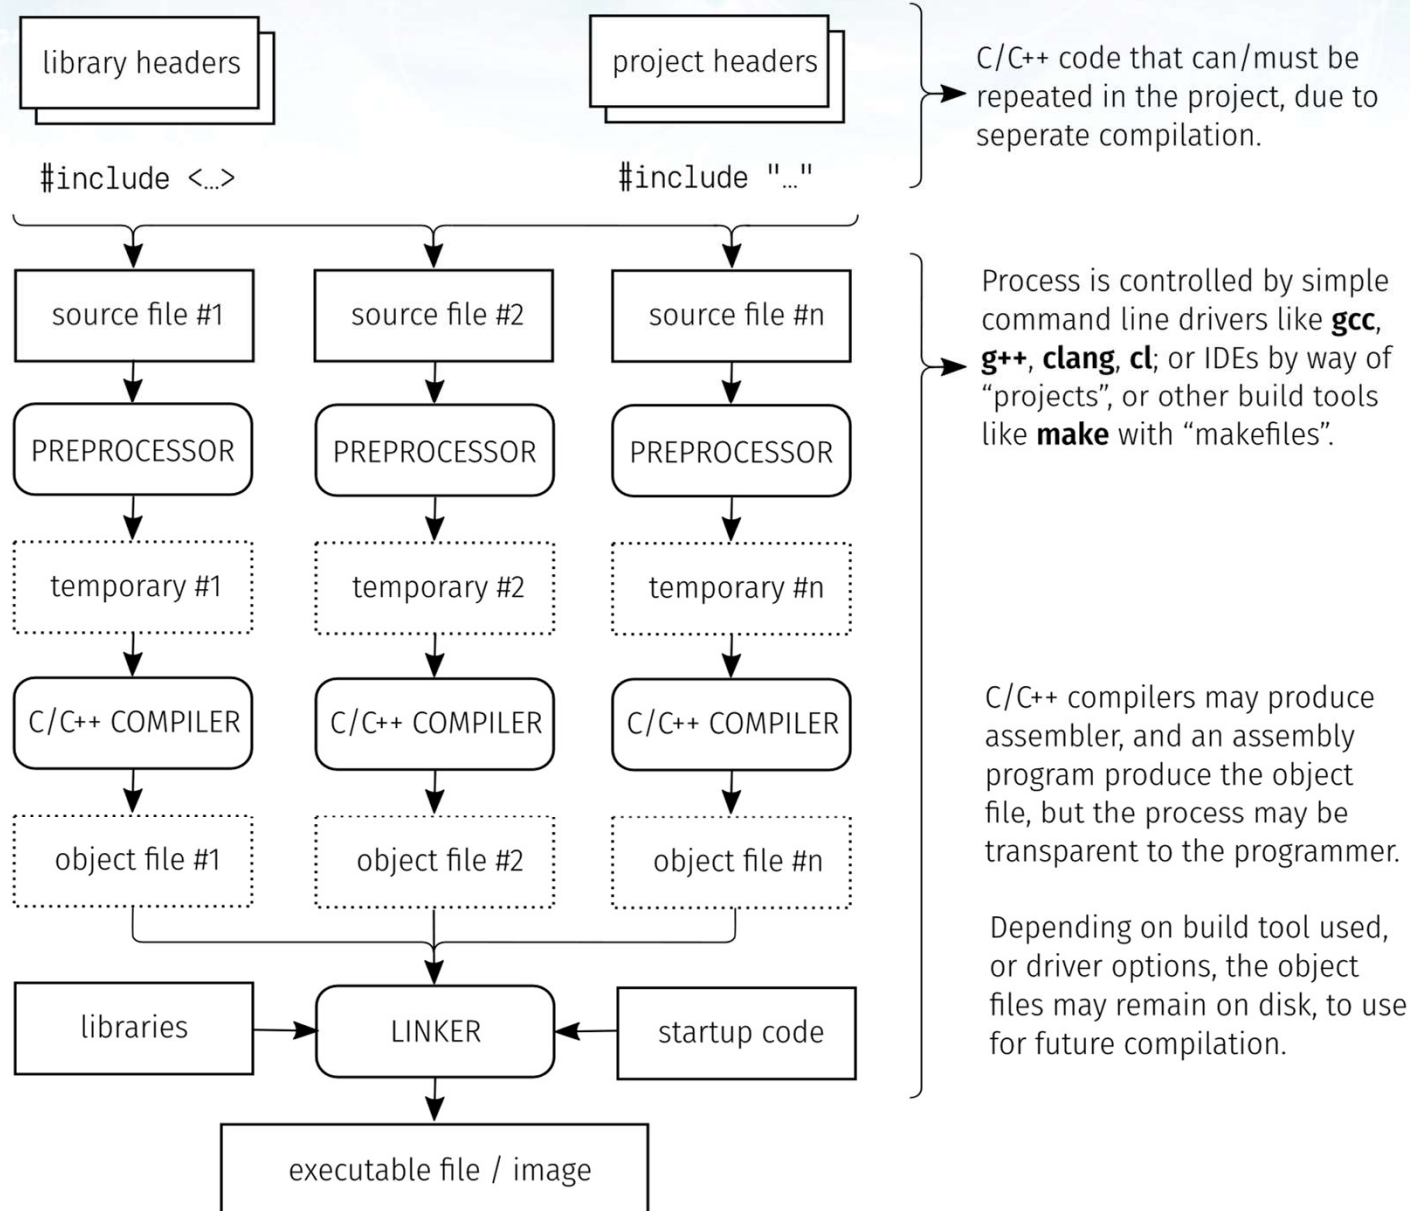 library headers
project headers
#include <…>
#include "…"
C/C++ code that can/must be
repeated in the project, due to
seperate compilation.
source file #1
source file #2
source file #n
Process is controlled by simple
command line drivers like gcc,
g++, clang, cl; or IDEs by way of
“projects”, or other build tools
like make with “makefiles”.
PREPROCESSOR
PREPROCESSOR
PREPROCESSOR
temporary #1
temporary #2
temporary #n
C/C++ COMPILER
C/C++ COMPILER
C/C++ COMPILER
C/C++ compilers may produce
assembler, and an assembly
program produce the object
file, but the process may be
transparent to the programmer.
object file #1
object file #2
object file #n
Depending on build tool used,
or driver options, the object
files may remain on disk, to use
for future compilation.
libraries
LINKER
startup code
executable file / image